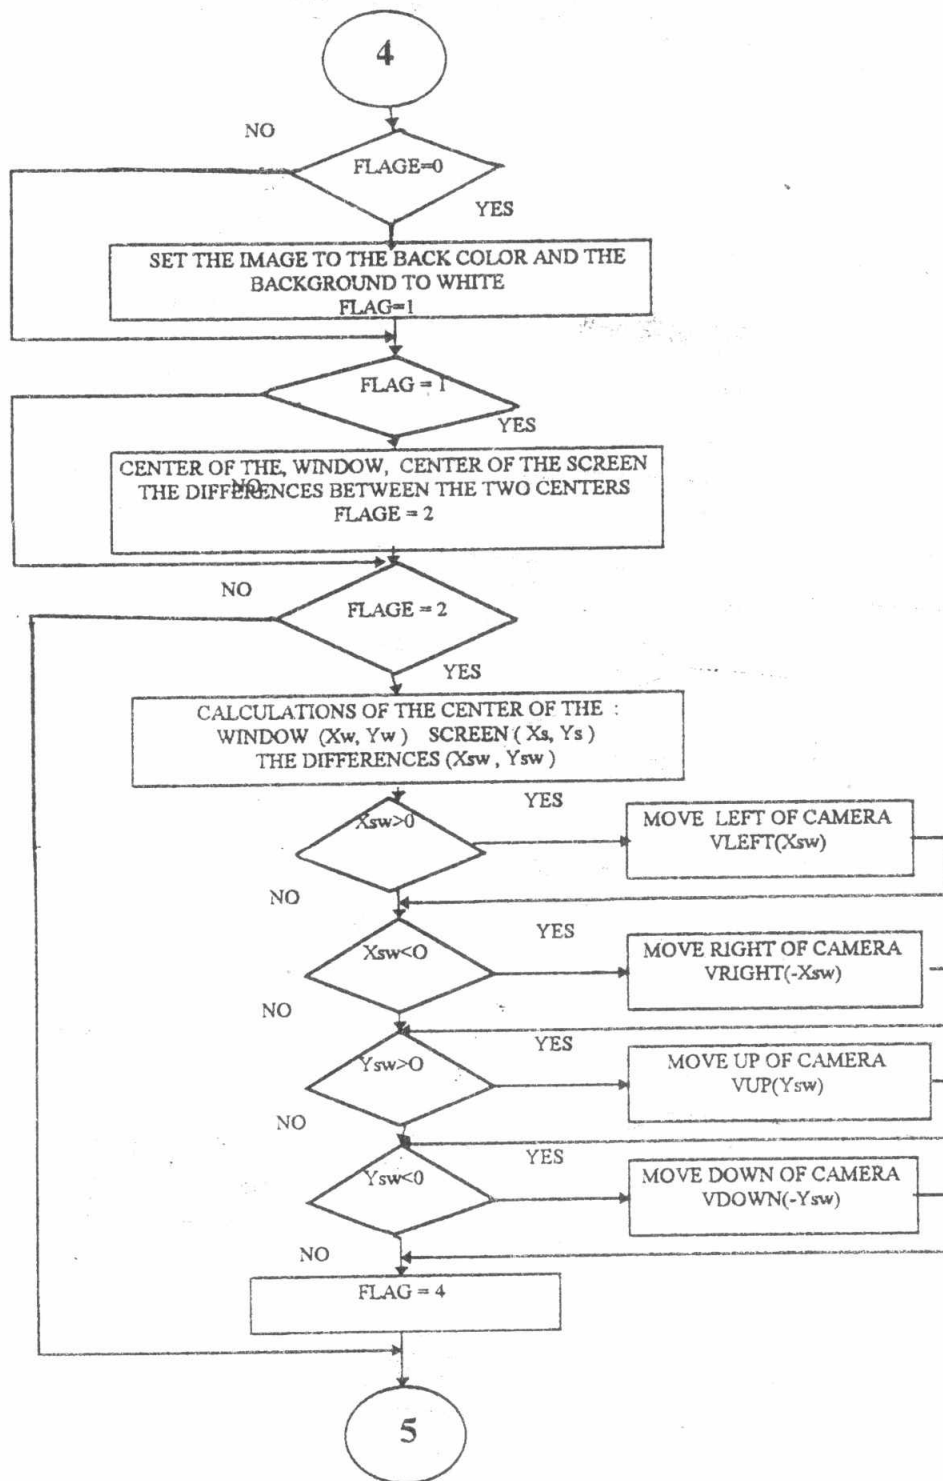 4
NO
FLAGE=0
YES
SET THE IMAGE TO THE BACK COLOR AND THE
BACKGROUND TO WHITE
FLAG=1
FLAG = 1
YES
CENTER OF THE, WINDOW, CENTER OF THE SCREEN
NO
THE DIFFERENCES BETWEEN THE TWO CENTERS
FLAGE = 2
NO
FLAGE = 2
YES
CALCULATIONS OF THE CENTER OF THE :
WINDOW (Xw, Yw) SCREEN ( Xs, Ys )
THE DIFFERENCES (Xsw , Ysw )
YES
Xsw>0
MOVE LEFT OF CAMERA
VLEFT(Xsw)
NO
YES
Xsw<O
MOVE RIGHT OF CAMERA
VRIGHT(-Xsw)
NO
YES
Ysw>O
MOVE UP OF CAMERA
VUP(Ysw)
NO
YES
Ysw<0
MOVE DOWN OF CAMERA
VDOWN(-Ysw)
NO
FLAG = 4
5